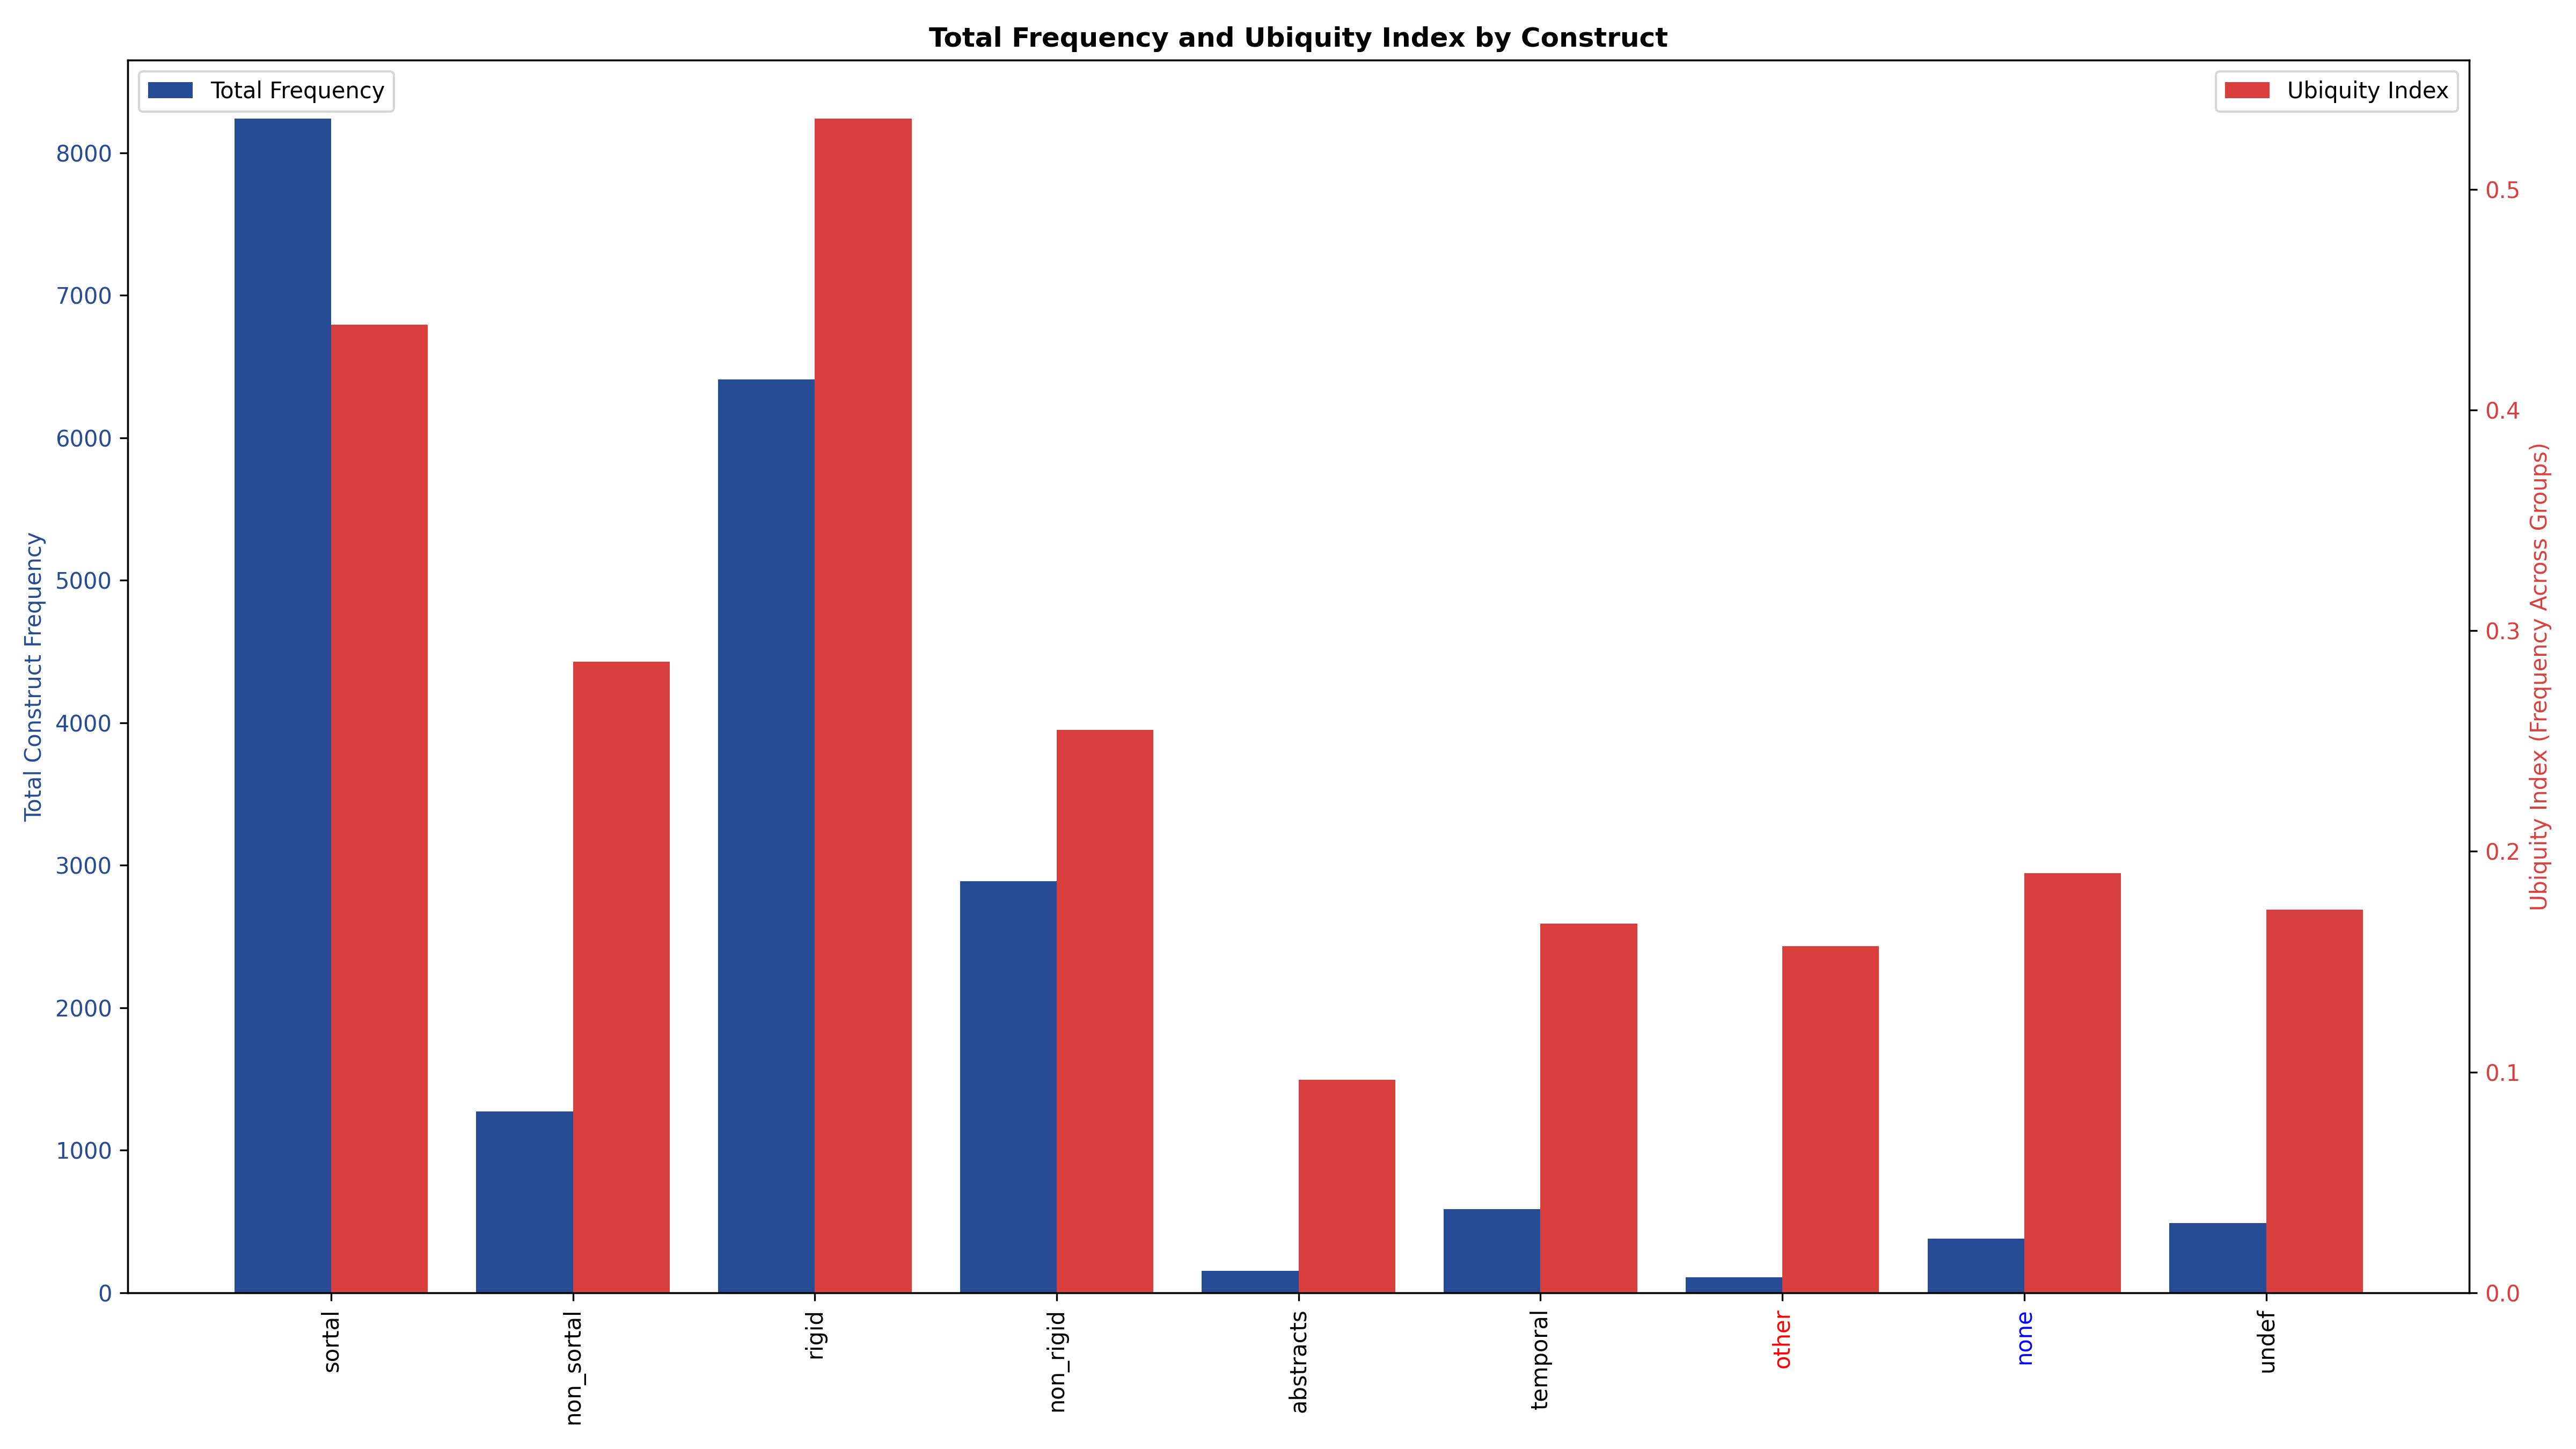 Total Frequency and Ubiquity Index by Construct
Total Frequency
Ubiquity Index
Total Construct Frequency
8000
7000
6000
5000
4000
3000
2000
1000
0
0.5
0.4
0.3
0.2
0.1
0.0
Ubiquity Index (Frequency Across Groups)
sortal
non_sortal
rigid
non_rigid
abstracts
temporal
other
none
undef